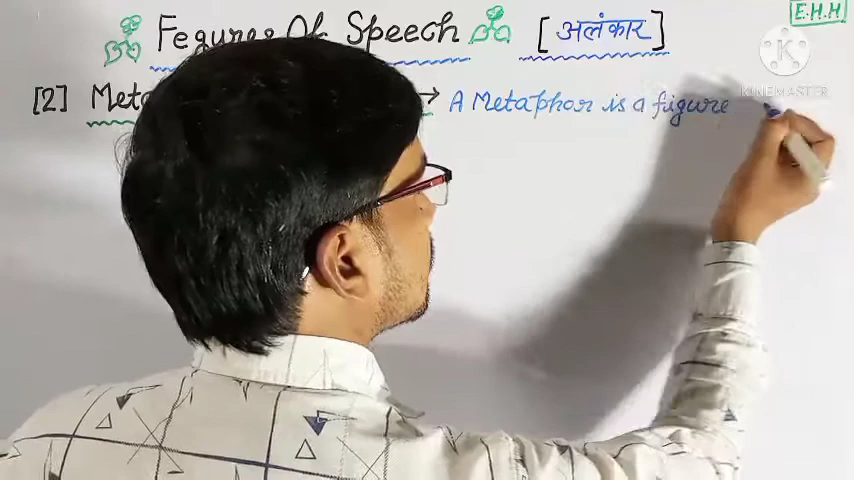 Fegures Of Speech [अलंकार]
E.H.H
KINEMASTER
[2] Meta → A Metaphor is a figure